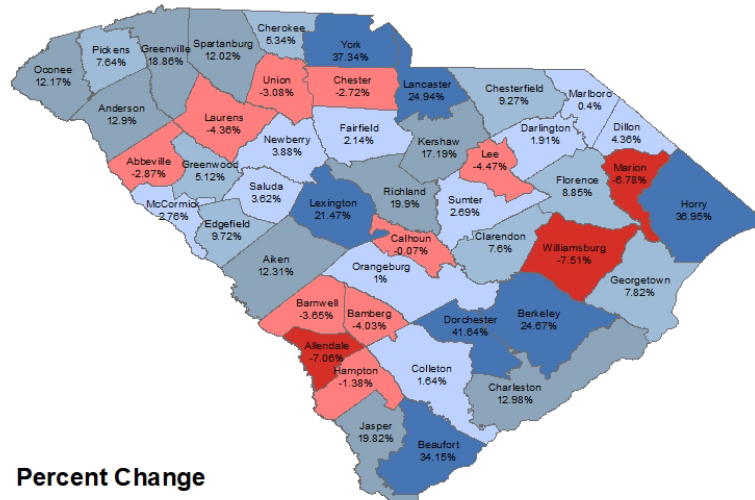 Cherokee
5.34%
York
37.34%
Spartanburg
12.02%
Greenville
18.86%
Pickens
7.64%
Oconee
12.17%
Anderson
12.9%
Union
-3.08%
Chester
-2.72%
Lancaster
24.94%
Chesterfield
9.27%
Marlboro
0.4%
Laurens
-4.36%
Newberry
3.88%
Fairfield
2.14%
Kershaw
17.19%
Darlington
1.91%
Dillon
4.36%
Lee
-4.47%
Abbeville
-2.87%
Greenwood
5.12%
Marion
-6.78%
Florence
8.85%
Saluda
3.62%
Lexington
21.47%
Richland
19.9%
Sumter
2.69%
Horry
36.95%
McCormick
2.76%
Edgefield
9.72%
Calhoun
-0.07%
Clarendon
7.6%
Williamsburg
-7.51%
Aiken
12.31%
Orangeburg
1%
Georgetown
7.82%
Barnwell
-3.65%
Bamberg
-4.03%
Dorchester
41.64%
Berkeley
24.67%
Allendale
-7.06%
Hampton
-1.38%
Colleton
1.64%
Charleston
12.98%
Jasper
19.82%
Beaufort
34.15%
Percent Change